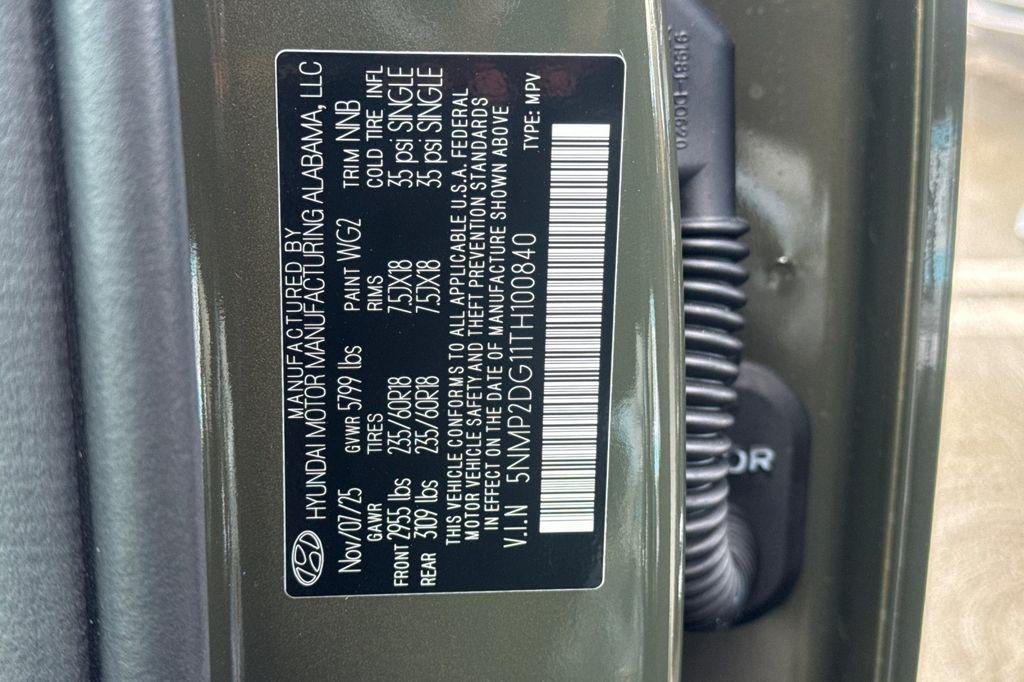 MANUFACTURED BY
HYUNDAI MOTOR MANUFACTURING ALABAMA, LLC
Nov/07/25 GVWR 5799 lbs PAINT WG2 TRIM NNB
GAWR TIRES RIMS COLD TIRE INFL
FRONT 2955 lbs 235/60R18 7.5JX18 35 psi SINGLE
REAR 3109 lbs 235/60R18 7.5JX18 35 psi SINGLE
THIS VEHICLE CONFORMS TO ALL APPLICABLE U.S.A. FEDERAL
MOTOR VEHICLE SAFETY AND THEFT PREVENTION STANDARDS
IN EFFECT ON THE DATE OF MANUFACTURE SHOWN ABOVE
V.I.N 5NMP2DG11TH100840 TYPE: MPV
91981-D0620